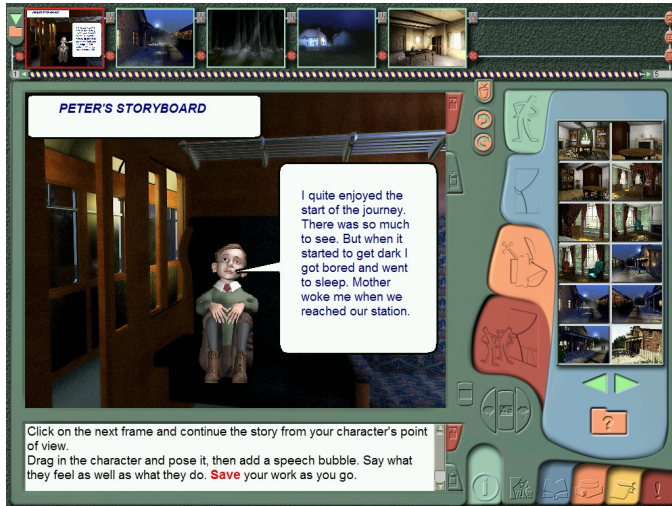 PETER'S STORYBOARD
1
5
PETER'S STORYBOARD
I quite enjoyed the
start of the journey.
There was so much
to see. But when it
started to get dark I
got bored and went
to sleep. Mother
woke me when we
reached our station.
Click on the next frame and continue the story from your character's point
of view.
Drag in the character and pose it, then add a speech bubble. Say what
they feel as well as what they do. Save your work as you go.